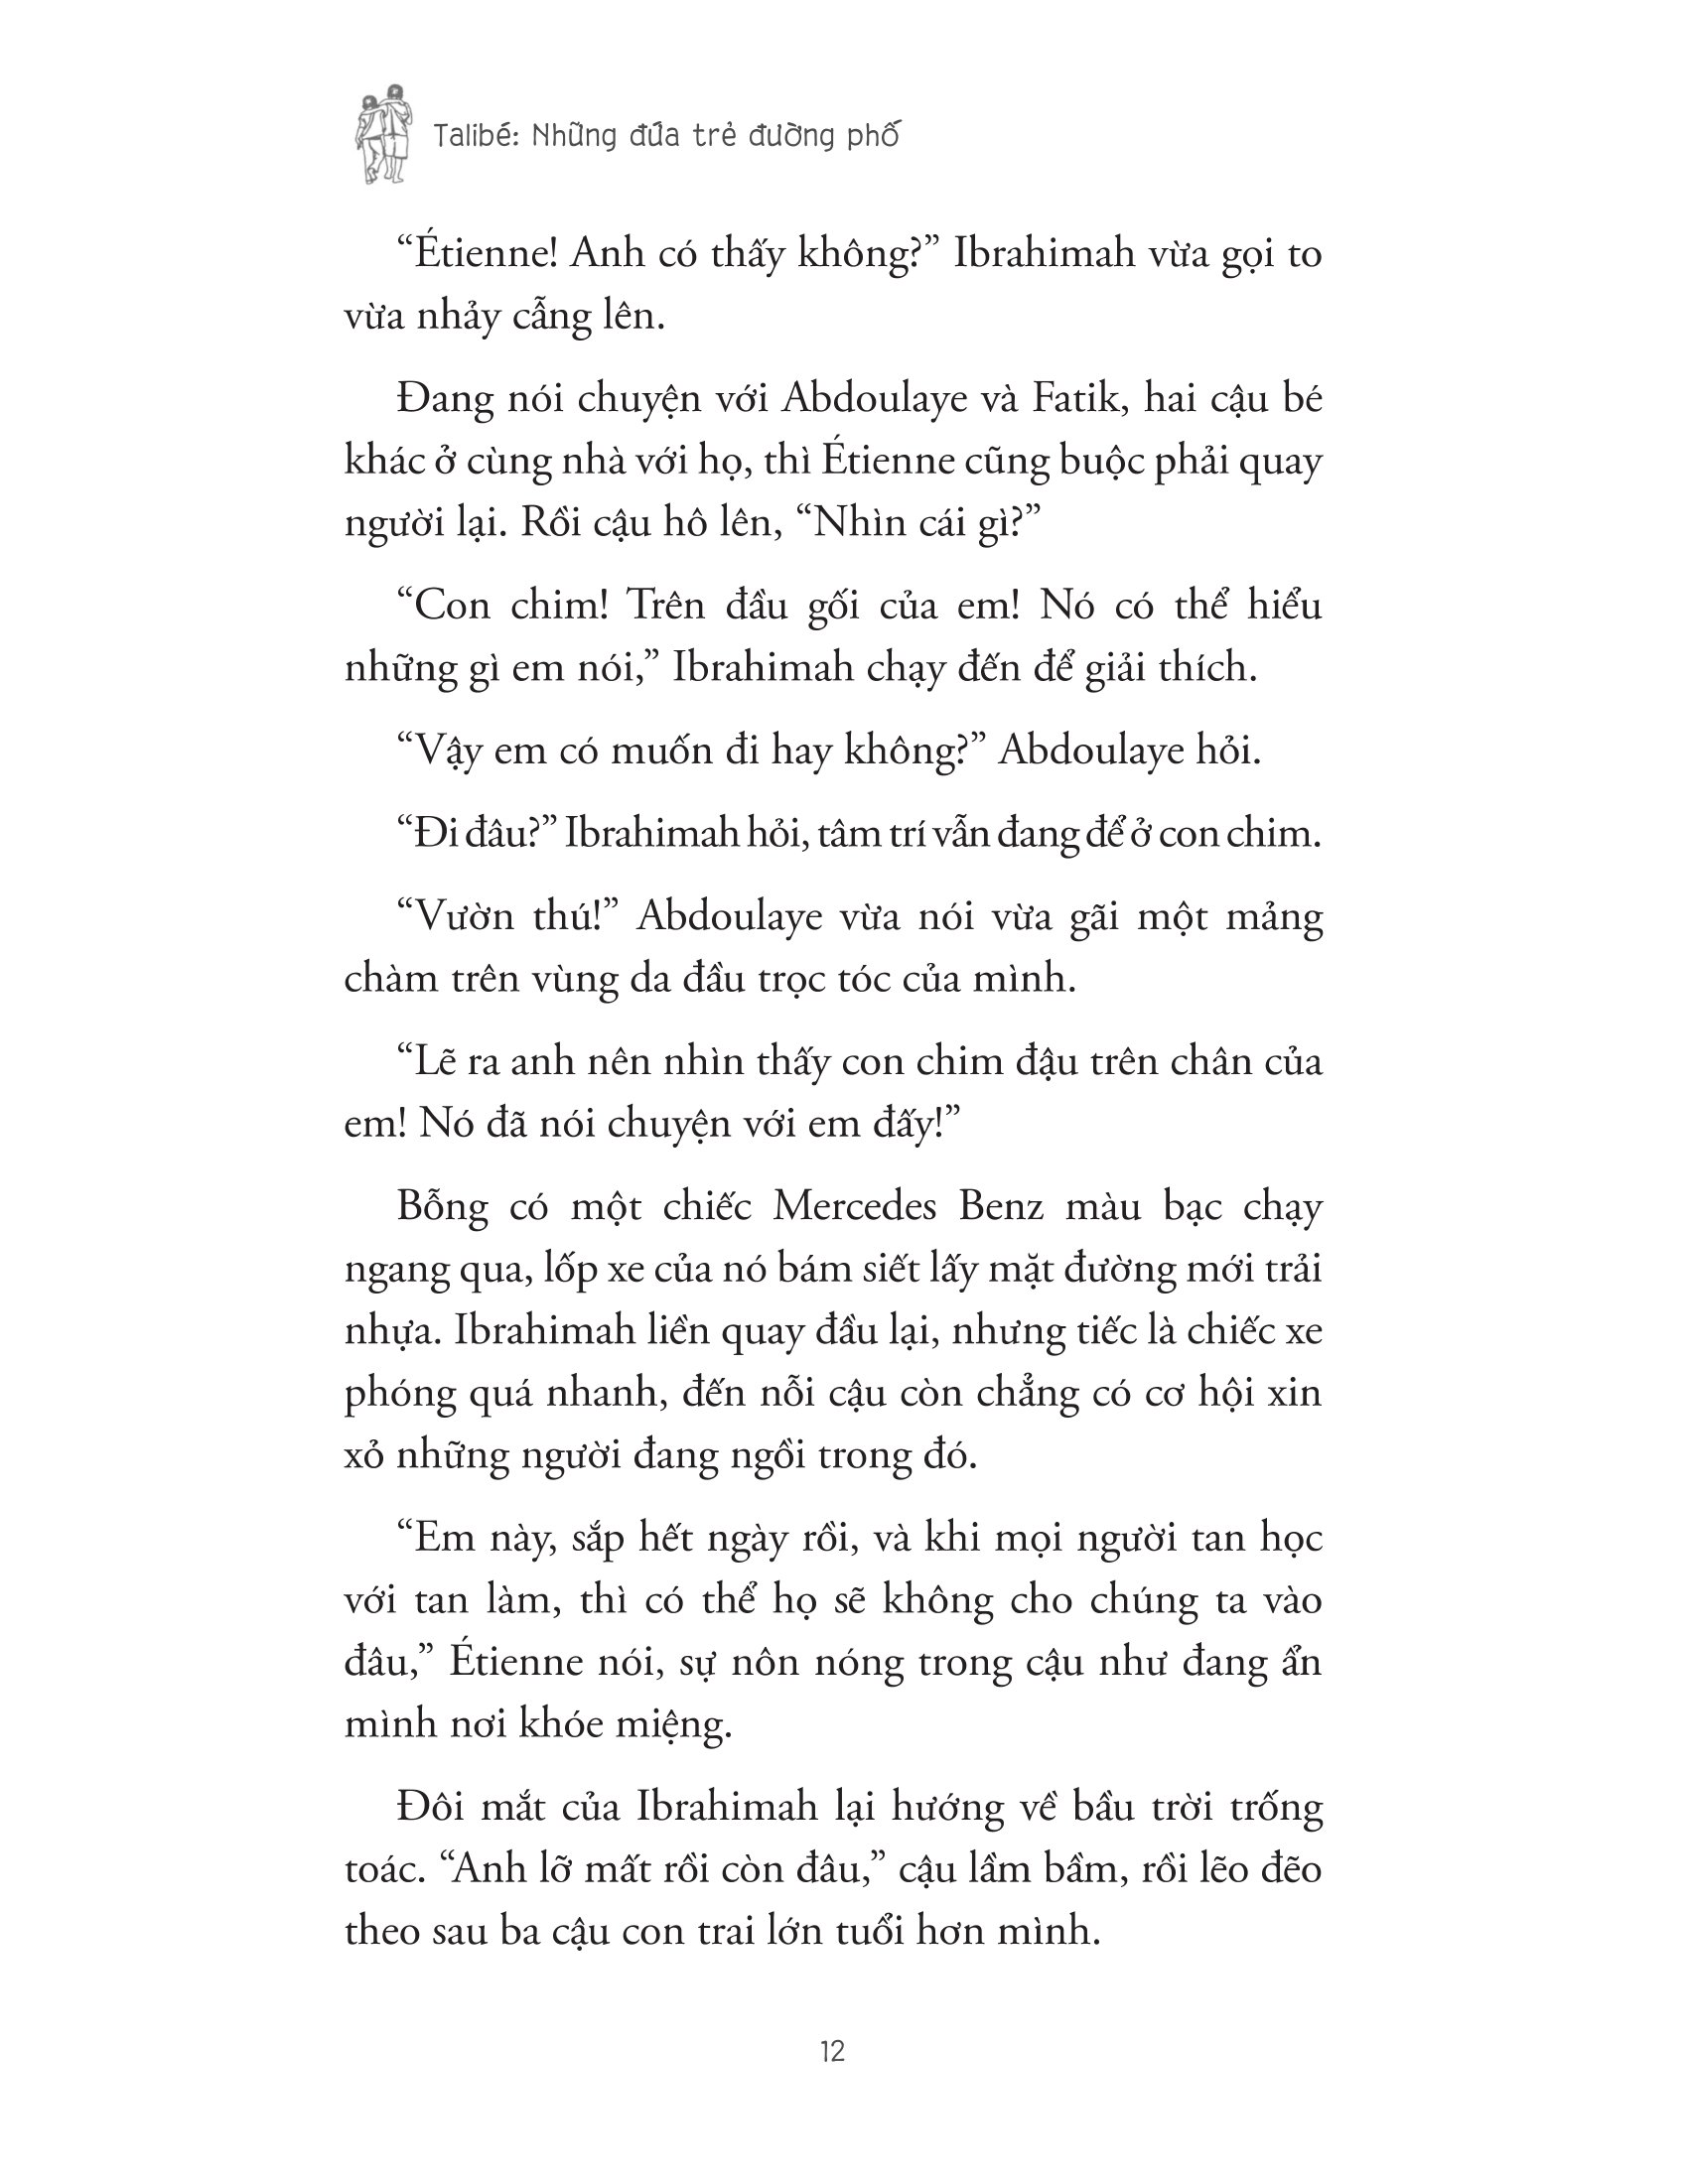 Talibé: Những đứa trẻ đường phố
“Étienne! Anh có thấy không?” Ibrahimah vừa gọi to
vừa nhảy cẫng lên.
Đang nói chuyện với Abdoulaye và Fatik, hai cậu bé
khác ở cùng nhà với họ, thì Étienne cũng buộc phải quay
người lại. Rồi cậu hô lên, “Nhìn cái gì?”
“Con chim! Trên đầu gối của em! Nó có thể hiểu
những gì em nói,” Ibrahimah chạy đến để giải thích.
“Vậy em có muốn đi hay không?” Abdoulaye hỏi.
“Đi đâu?” Ibrahimah hỏi, tâm trí vẫn đang để ở con chim.
“Vườn thú!” Abdoulaye vừa nói vừa gãi một mảng
chàm trên vùng da đầu trọc tóc của mình.
“Lẽ ra anh nên nhìn thấy con chim đậu trên chân của
em! Nó đã nói chuyện với em đấy!”
Bỗng có một chiếc Mercedes Benz màu bạc chạy
ngang qua, lốp xe của nó bám siết lấy mặt đường mới trải
nhựa. Ibrahimah liền quay đầu lại, nhưng tiếc là chiếc xe
phóng quá nhanh, đến nỗi cậu còn chẳng có cơ hội xin
xỏ những người đang ngồi trong đó.
“Em này, sắp hết ngày rồi, và khi mọi người tan học
với tan làm, thì có thể họ sẽ không cho chúng ta vào
đâu,” Étienne nói, sự nôn nóng trong cậu như đang ẩn
mình nơi khóe miệng.
Đôi mắt của Ibrahimah lại hướng về bầu trời trống
toác. “Anh lỡ mất rồi còn đâu,” cậu lầm bầm, rồi lẽo đẽo
theo sau ba cậu con trai lớn tuổi hơn mình.
12